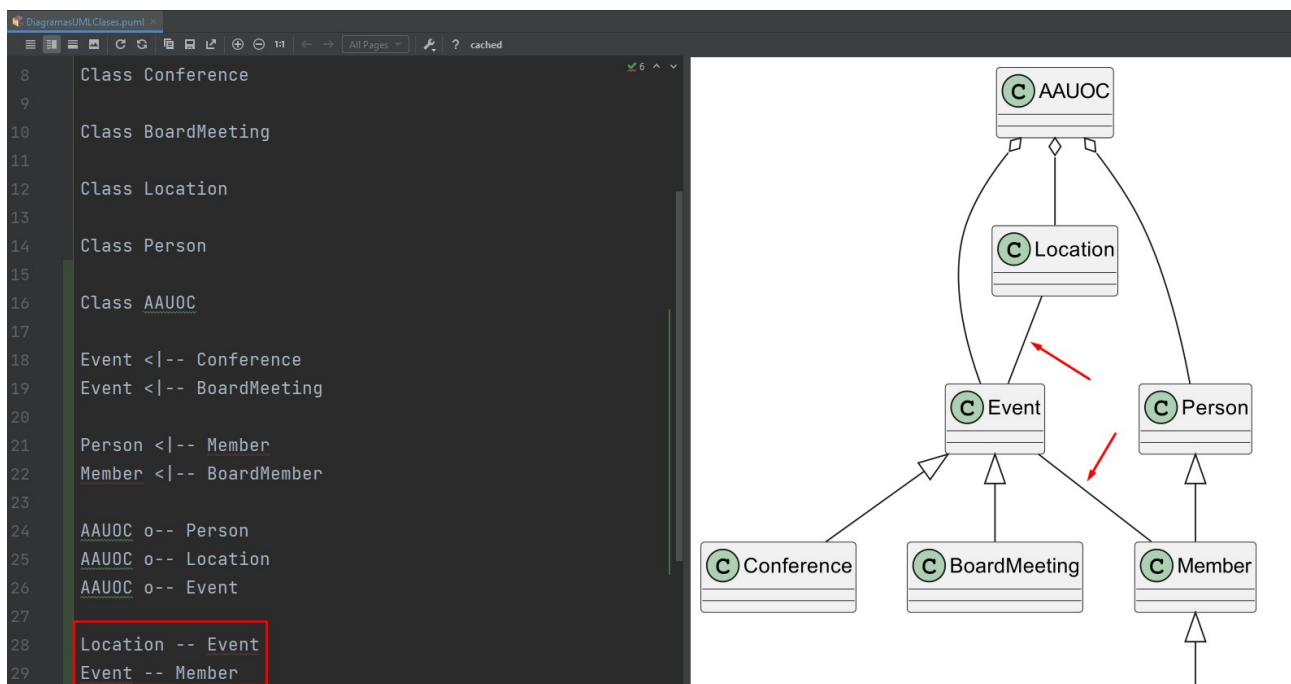 DiagramasUMLClases.puml
1:1
All Pages
?
cached
6
8
Class Conference
9
10
Class BoardMeeting
11
12
Class Location
13
14
Class Person
15
16
Class AAUOC
17
18
Event <|-- Conference
19
Event <|-- BoardMeeting
20
21
Person <|-- Member
22
Member <|-- BoardMember
23
24
AAUOC o-- Person
25
AAUOC o-- Location
26
AAUOC o-- Event
27
28
Location -- Event
29
Event -- Member
C AAUOC
C Location
C Event
C Person
C Conference
C BoardMeeting
C Member